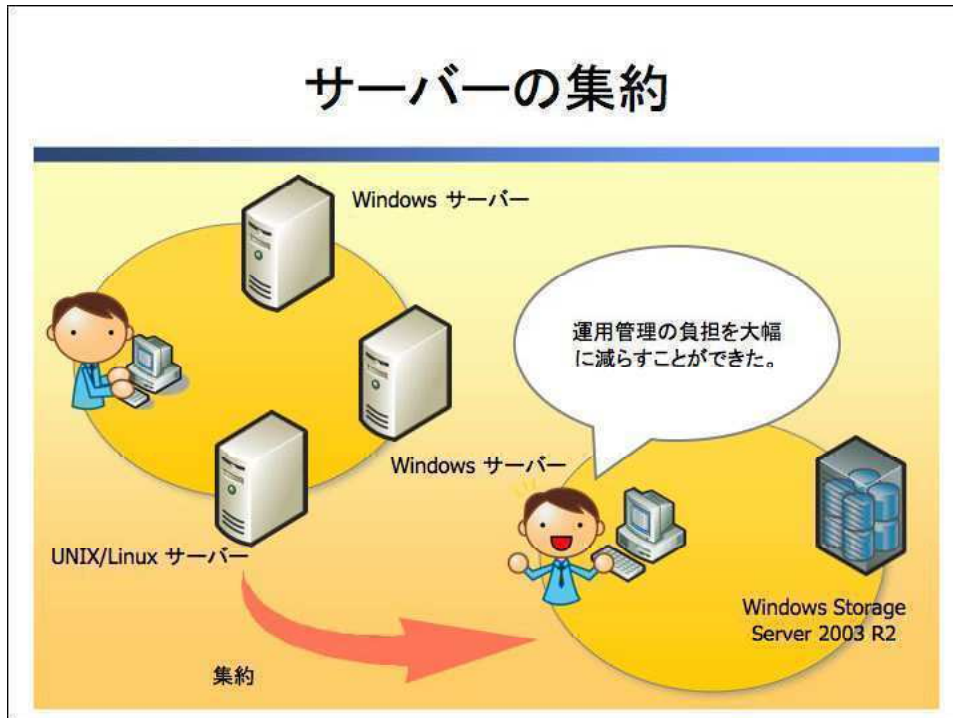 サーバーの集約
Windows サーバー
運用管理の負担を大幅
に減らすことができた。
Windows サーバー
UNIX/Linux サーバー
Windows Storage
Server 2003 R2
集約